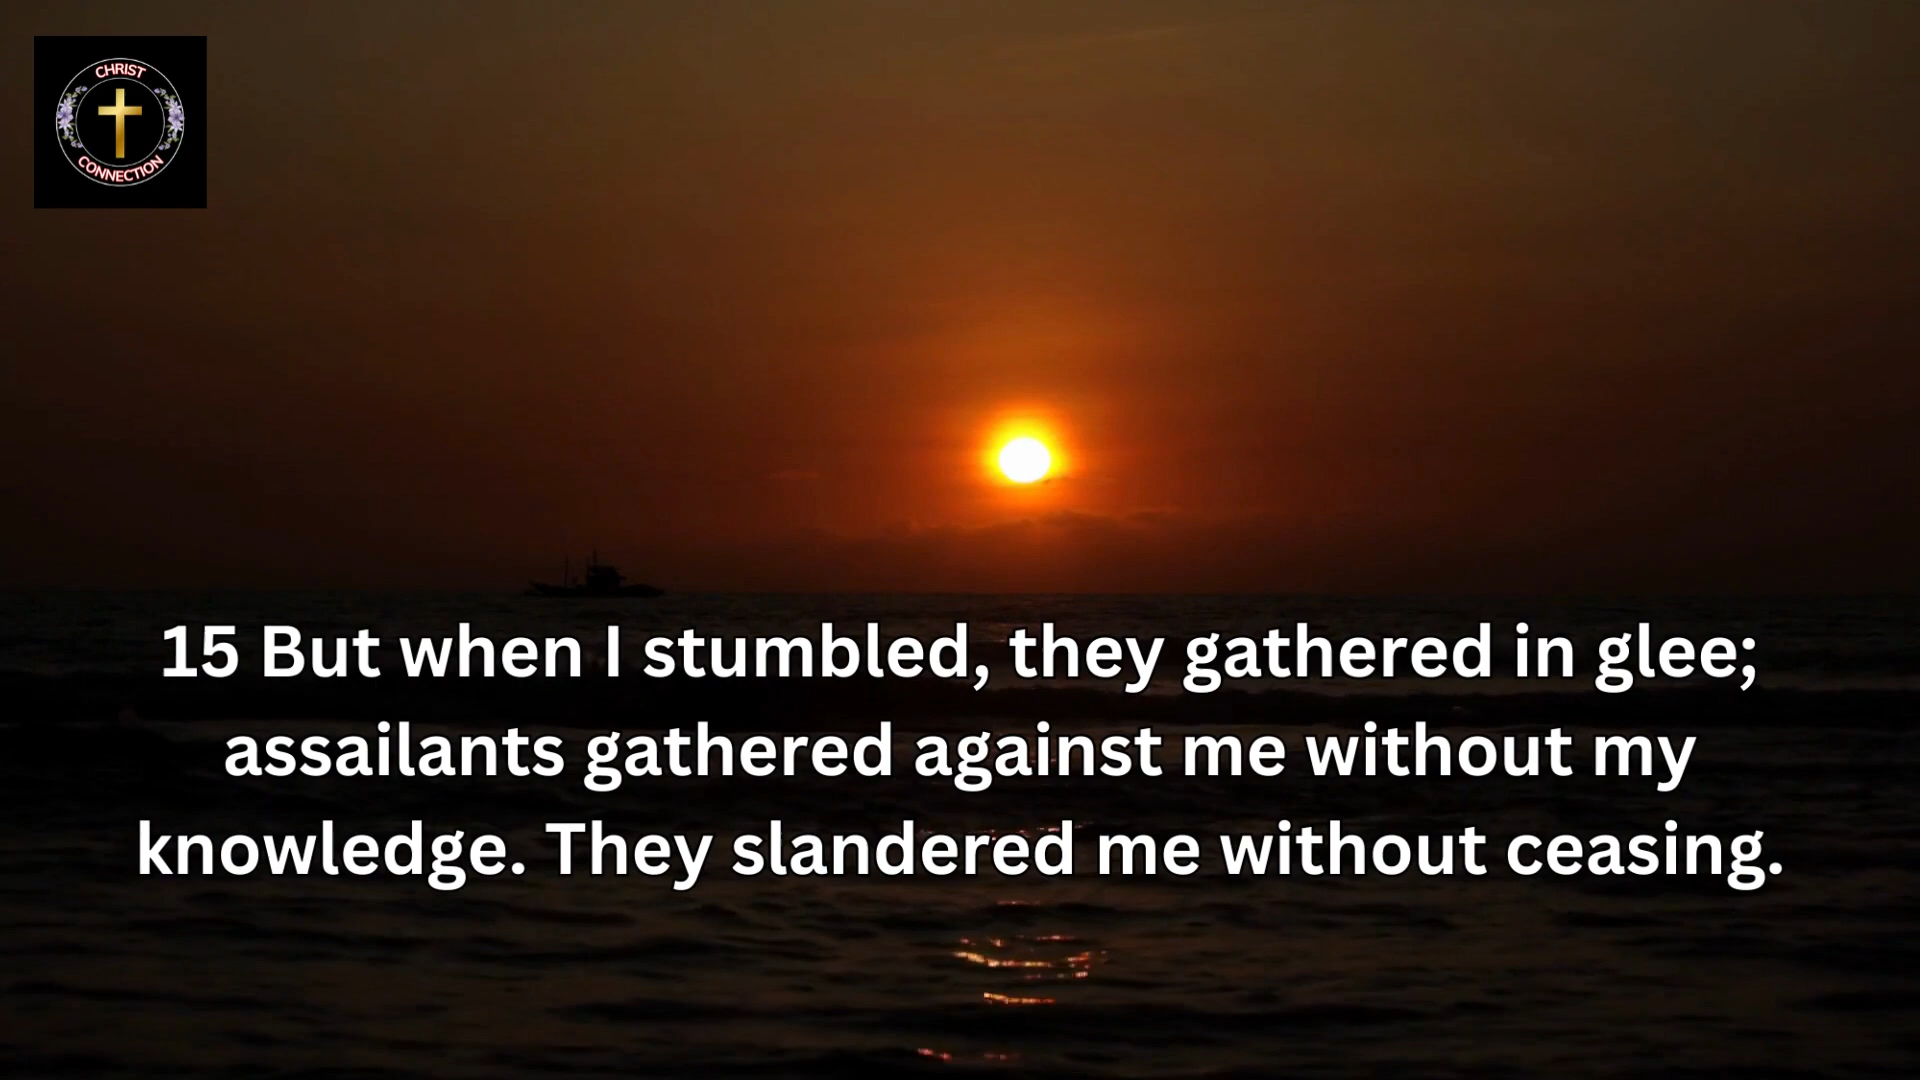 CHRIST
CONNECTION
15 But when I stumbled, they gathered in glee;
assailants gathered against me without my
knowledge. They slandered me without ceasing.